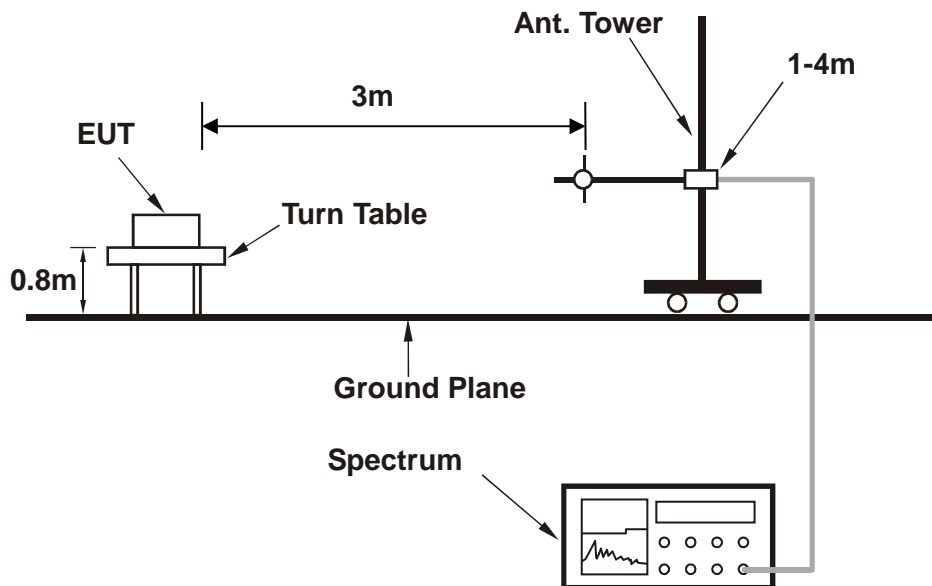 Ant. Tower
1-4m
3m
EUT
Turn Table
0.8m
Ground Plane
Spectrum